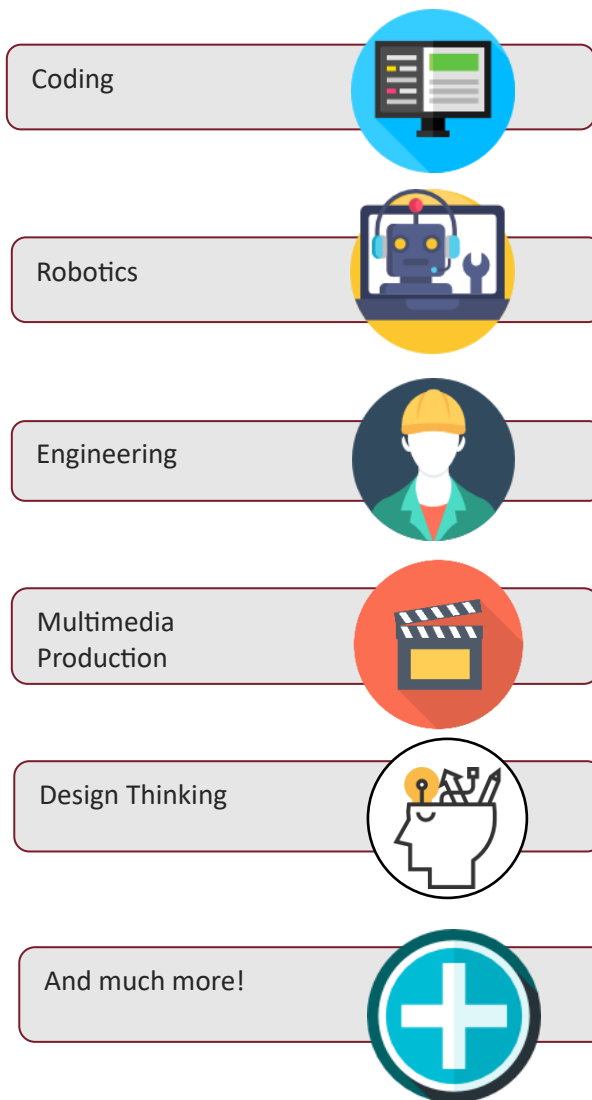 Coding
Robotics
Engineering
Multimedia
Production
Design Thinking
And much more!